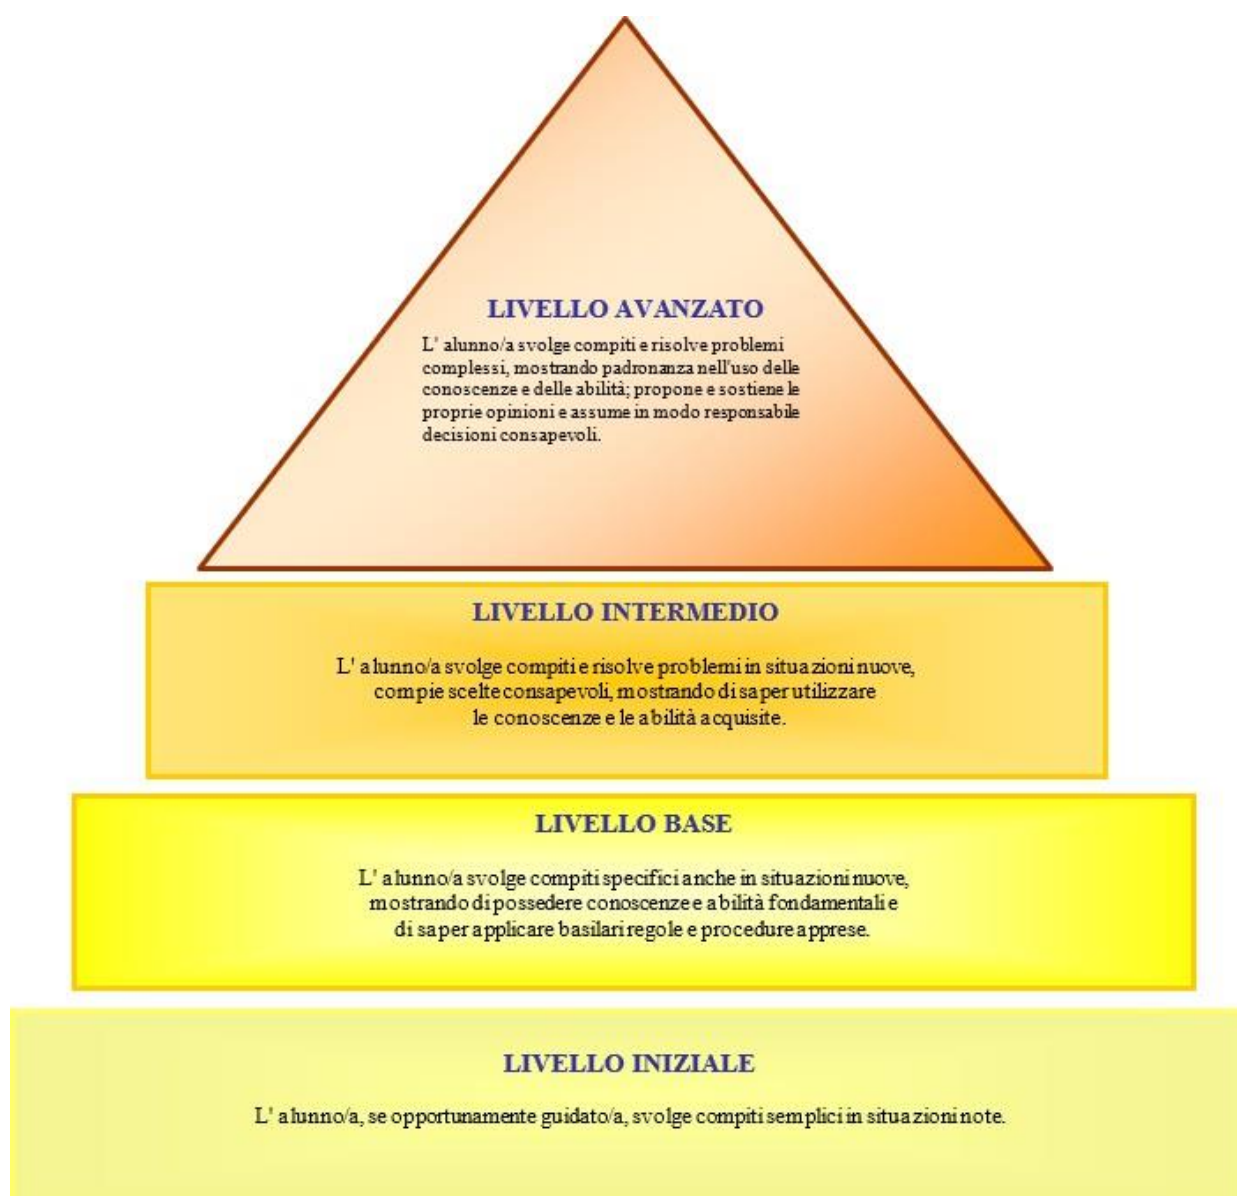 LIVELLO AVANZATO
L' alunno/a svolge compiti e risolve problemi
complessi, mostrando padronanza nell'uso delle
conoscenze e delle abilità; propone e sostiene le
proprie opinioni e assume in modo responsabile
decisioni consapevoli.
LIVELLO INTERMEDIO
L' alunno/a svolge compiti e risolve problemi in situazioni nuove,
compie scelte consapevoli, mostrando di saper utilizzare
le conoscenze e le abilità acquisite.
LIVELLO BASE
L' alunno/a svolge compiti specifici anche in situazioni nuove,
mostrando di possedere conoscenze e abilità fondamentali e
di saper applicare basilari regole e procedure apprese.
LIVELLO INIZIALE
L' alunno/a, se opportunamente guidato/a, svolge compiti semplici in situazioni note.